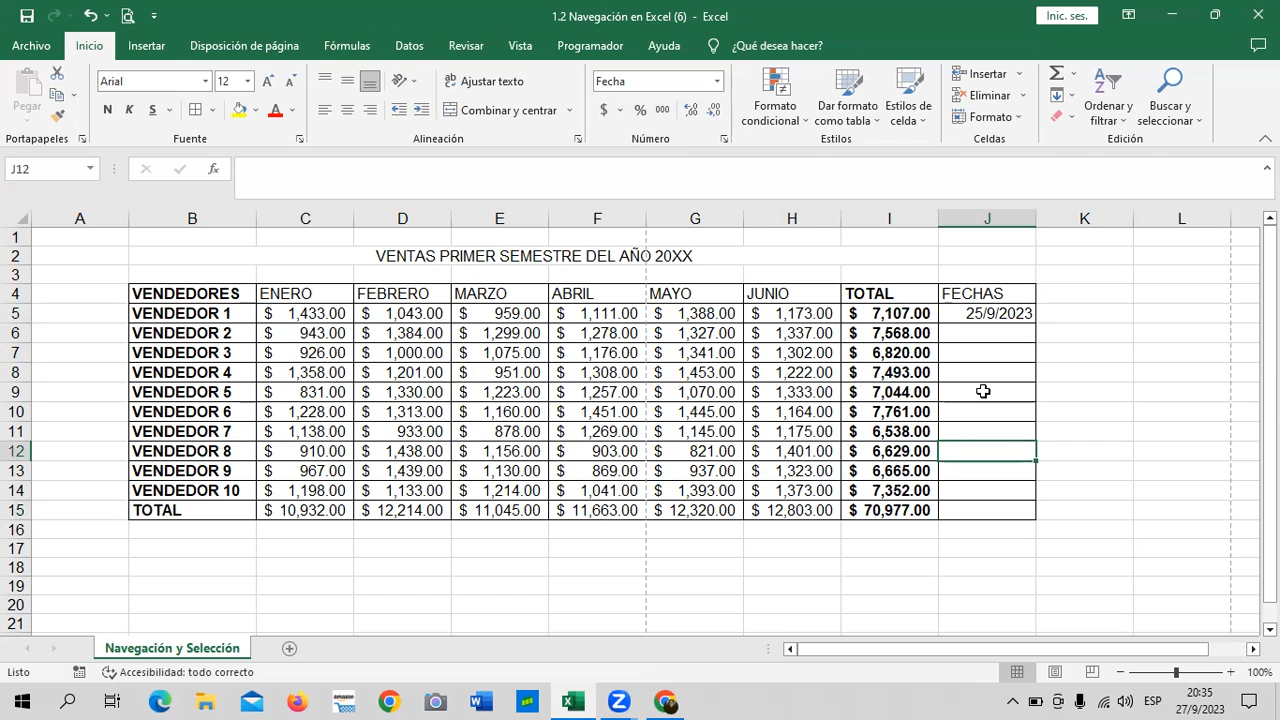 1.2 Navegación en Excel (6) - Excel
Inic. ses.
Archivo Inicio Insertar Disposición de página Fórmulas Datos Revisar Vista Programador Ayuda ¿Qué desea hacer?
Pegar
Arial 12
N K S
Ajustar texto
Combinar y centrar
Fecha
$ % 000
Formato condicional
Dar formato como tabla
Estilos de celda
Insertar
Eliminar
Formato
Ordenar y filtrar
Buscar y seleccionar
Portapapeles Fuente Alineación Número Estilos Celdas Edición
J12 fx
A B C D E F G H I J K L
1
2 VENTAS PRIMER SEMESTRE DEL AÑO 20XX
3
4 VENDEDORES ENERO FEBRERO MARZO ABRIL MAYO JUNIO TOTAL FECHAS
5 VENDEDOR 1 $ 1,433.00 $ 1,043.00 $ 959.00 $ 1,111.00 $ 1,388.00 $ 1,173.00 $ 7,107.00 25/9/2023
6 VENDEDOR 2 $ 943.00 $ 1,384.00 $ 1,299.00 $ 1,278.00 $ 1,327.00 $ 1,337.00 $ 7,568.00
7 VENDEDOR 3 $ 926.00 $ 1,000.00 $ 1,075.00 $ 1,176.00 $ 1,341.00 $ 1,302.00 $ 6,820.00
8 VENDEDOR 4 $ 1,358.00 $ 1,201.00 $ 951.00 $ 1,308.00 $ 1,453.00 $ 1,222.00 $ 7,493.00
9 VENDEDOR 5 $ 831.00 $ 1,330.00 $ 1,223.00 $ 1,257.00 $ 1,070.00 $ 1,333.00 $ 7,044.00
10 VENDEDOR 6 $ 1,228.00 $ 1,313.00 $ 1,160.00 $ 1,451.00 $ 1,445.00 $ 1,164.00 $ 7,761.00
11 VENDEDOR 7 $ 1,138.00 $ 933.00 $ 878.00 $ 1,269.00 $ 1,145.00 $ 1,175.00 $ 6,538.00
12 VENDEDOR 8 $ 910.00 $ 1,438.00 $ 1,156.00 $ 903.00 $ 821.00 $ 1,401.00 $ 6,629.00
13 VENDEDOR 9 $ 967.00 $ 1,439.00 $ 1,130.00 $ 869.00 $ 937.00 $ 1,323.00 $ 6,665.00
14 VENDEDOR 10 $ 1,198.00 $ 1,133.00 $ 1,214.00 $ 1,041.00 $ 1,393.00 $ 1,373.00 $ 7,352.00
15 TOTAL $ 10,932.00 $ 12,214.00 $ 11,045.00 $ 11,663.00 $ 12,320.00 $ 12,803.00 $ 70,977.00
16
17
18
19
20
21
Navegación y Selección
Listo Accesibilidad: todo correcto 100%
ESP 20:35
27/9/2023